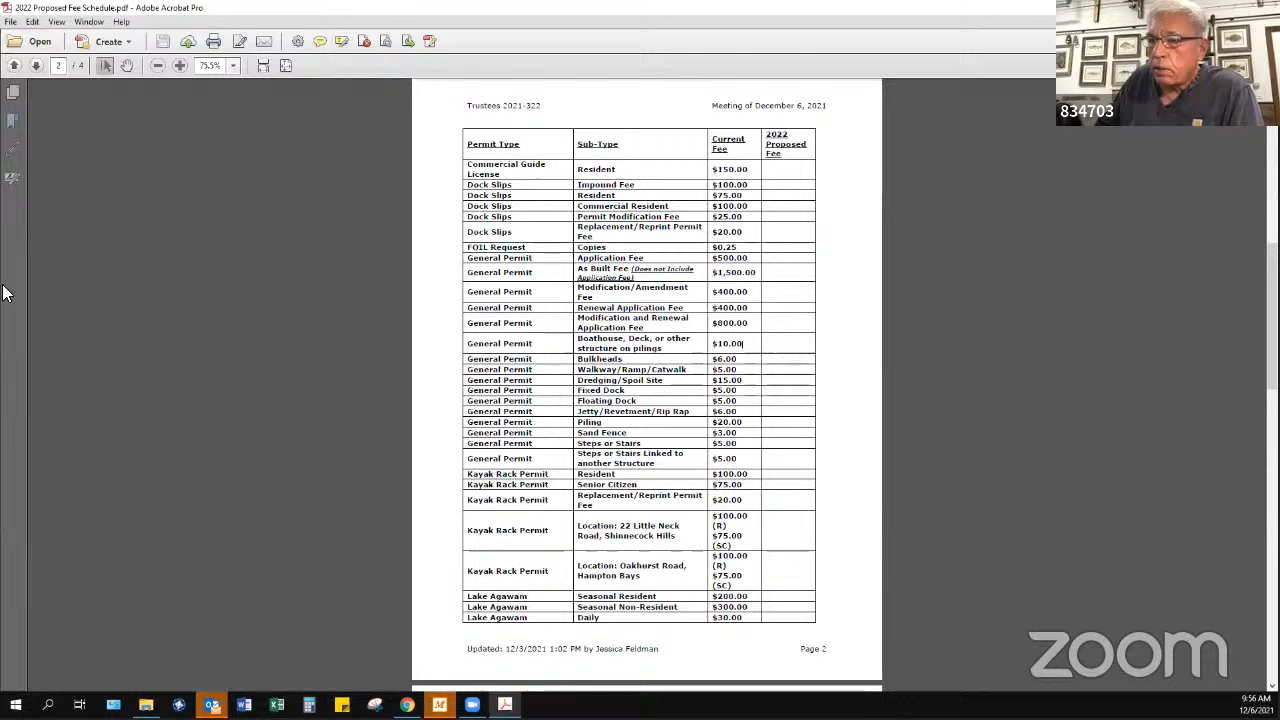 2022 Proposed Fee Schedule.pdf - Adobe Acrobat Pro
File Edit View Window Help
Open Create
2 / 4 75.5%
834703
Trustees 2021-322 Meeting of December 6, 2021
Permit Type Sub-Type Current Fee 2022 Proposed Fee
Commercial Guide License Resident $150.00
Dock Slips Impound Fee $100.00
Dock Slips Resident $75.00
Dock Slips Commercial Resident $100.00
Dock Slips Permit Modification Fee $25.00
Dock Slips Replacement/Reprint Permit Fee $20.00
FOIL Request Copies $0.25
General Permit Application Fee $500.00
General Permit As Built Fee (Does not Include Application Fee) $1,500.00
General Permit Modification/Amendment Fee $400.00
General Permit Renewal Application Fee $400.00
General Permit Modification and Renewal Application Fee $800.00
General Permit Boathouse, Deck, or other structure on pilings $10.00
General Permit Bulkheads $6.00
General Permit Walkway/Ramp/Catwalk $5.00
General Permit Dredging/Spoil Site $15.00
General Permit Fixed Dock $5.00
General Permit Floating Dock $5.00
General Permit Jetty/Revetment/Rip Rap $6.00
General Permit Piling $20.00
General Permit Sand Fence $3.00
General Permit Steps or Stairs $5.00
General Permit Steps or Stairs Linked to another Structure $5.00
Kayak Rack Permit Resident $100.00
Kayak Rack Permit Senior Citizen $75.00
Kayak Rack Permit Replacement/Reprint Permit Fee $20.00
Kayak Rack Permit Location: 22 Little Neck Road, Shinnecock Hills $100.00 (R) $75.00 (SC)
Kayak Rack Permit Location: Oakhurst Road, Hampton Bays $100.00 (R) $75.00 (SC)
Lake Agawam Seasonal Resident $200.00
Lake Agawam Seasonal Non-Resident $300.00
Lake Agawam Daily $30.00
Updated: 12/3/2021 1:02 PM by Jessica Feldman Page 2
zoom
9:56 AM
12/6/2021